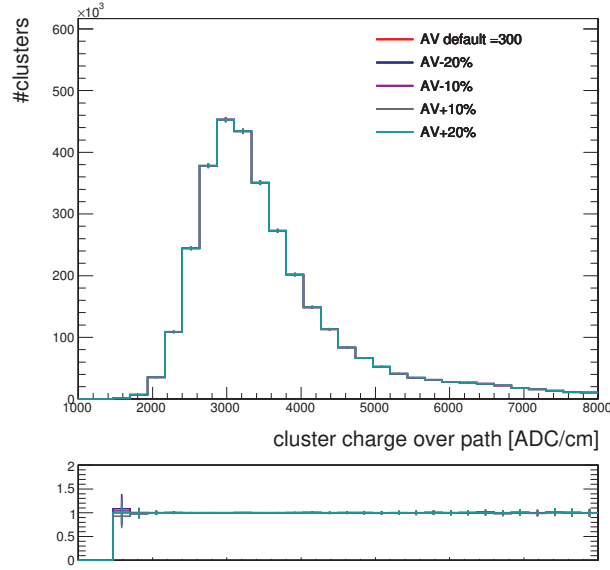 ×10³
600
500
400
300
200
100
0
#clusters
AV default =300
AV-20%
AV-10%
AV+10%
AV+20%
1000 2000 3000 4000 5000 6000 7000 8000
cluster charge over path [ADC/cm]
2
1.5
1
0.5
0